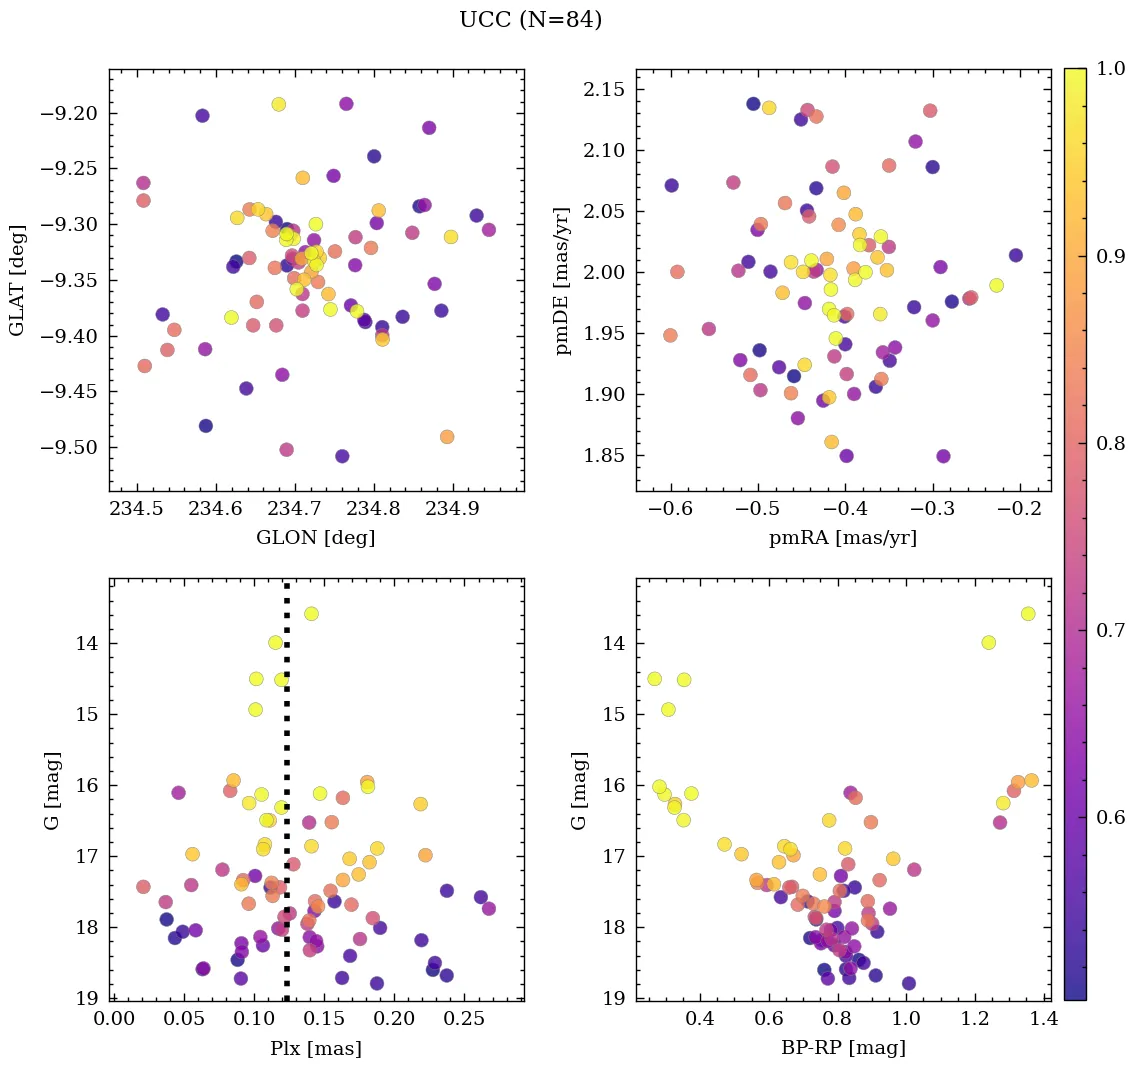 UCC (N=84)
−9.20
−9.25
−9.30
−9.35
−9.40
−9.45
−9.50
GLAT [deg]
234.5 234.6 234.7 234.8 234.9
GLON [deg]
2.15
2.10
2.05
2.00
1.95
1.90
1.85
pmDE [mas/yr]
−0.6 −0.5 −0.4 −0.3 −0.2
pmRA [mas/yr]
14
15
16
17
18
19
G [mag]
0.00 0.05 0.10 0.15 0.20 0.25
Plx [mas]
14
15
16
17
18
19
G [mag]
0.4 0.6 0.8 1.0 1.2 1.4
BP-RP [mag]
1.0
0.9
0.8
0.7
0.6